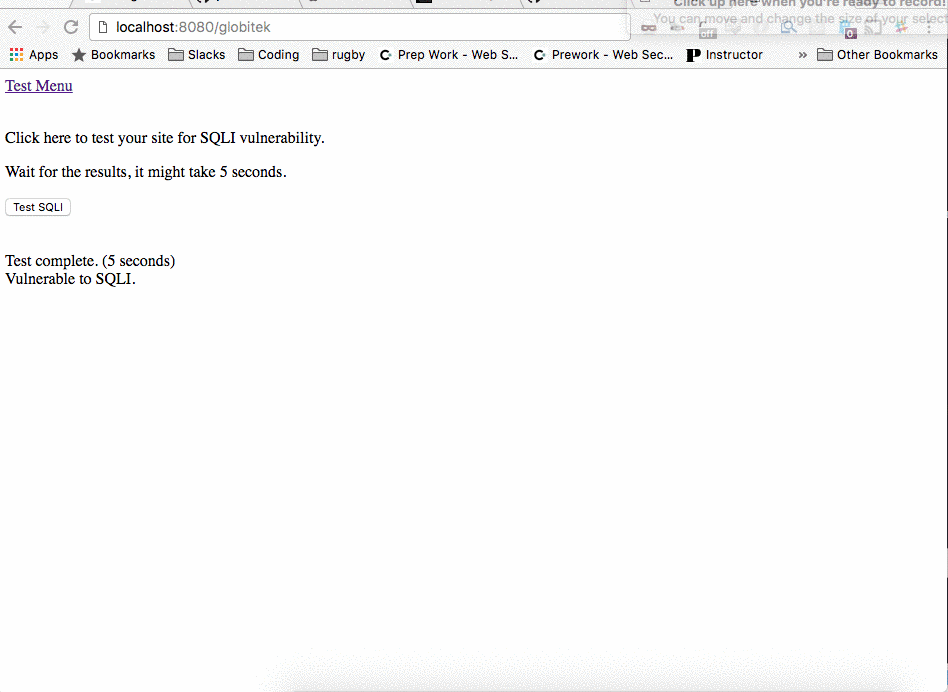 Click up here when you're ready to record!
You can move and change the size of your select
localhost:8080/globitek
off
0
Apps Bookmarks Slacks Coding rugby Prep Work - Web S... Prework - Web Sec... Instructor » Other Bookmarks
Test Menu
Click here to test your site for SQLI vulnerability.
Wait for the results, it might take 5 seconds.
Test SQLI
Test complete. (5 seconds)
Vulnerable to SQLI.